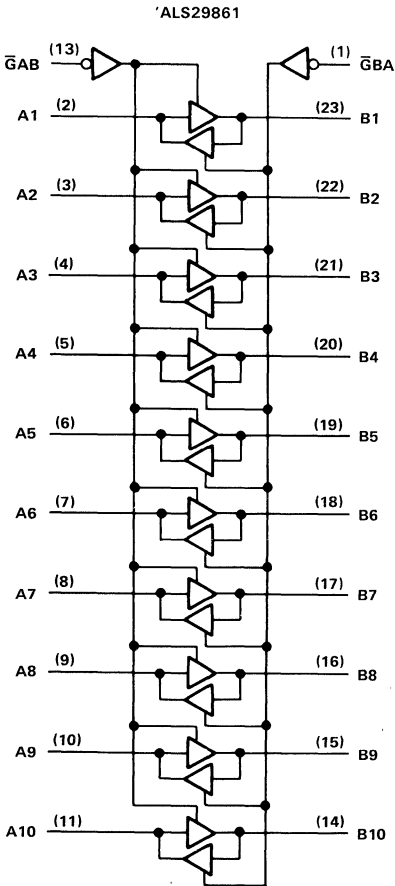 'ALS29861
G̅AB (13) (1) G̅BA
A1 (2) (23) B1
A2 (3) (22) B2
A3 (4) (21) B3
A4 (5) (20) B4
A5 (6) (19) B5
A6 (7) (18) B6
A7 (8) (17) B7
A8 (9) (16) B8
A9 (10) (15) B9
A10 (11) (14) B10